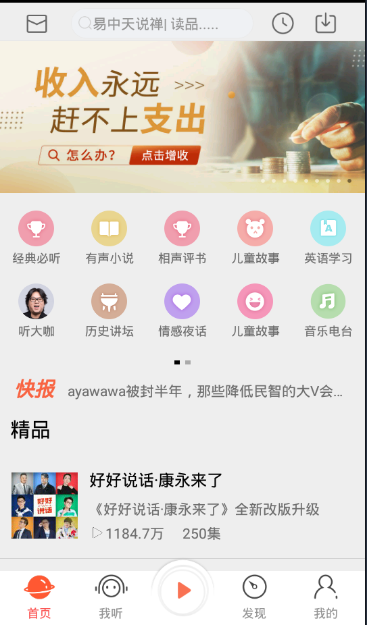 易中天说禅| 读品.....
收入永远 >>>
赶不上支出
怎么办? 点击增收
经典必听 有声小说 相声评书 儿童故事 英语学习
听大咖 历史讲坛 情感夜话 儿童故事 音乐电台
快报 ayawawa被封半年，那些降低民智的大V会...
精品
好好说话
好好说话·康永来了
《好好说话·康永来了》全新改版升级
1184.7万 250集
首页 我听 发现 我的